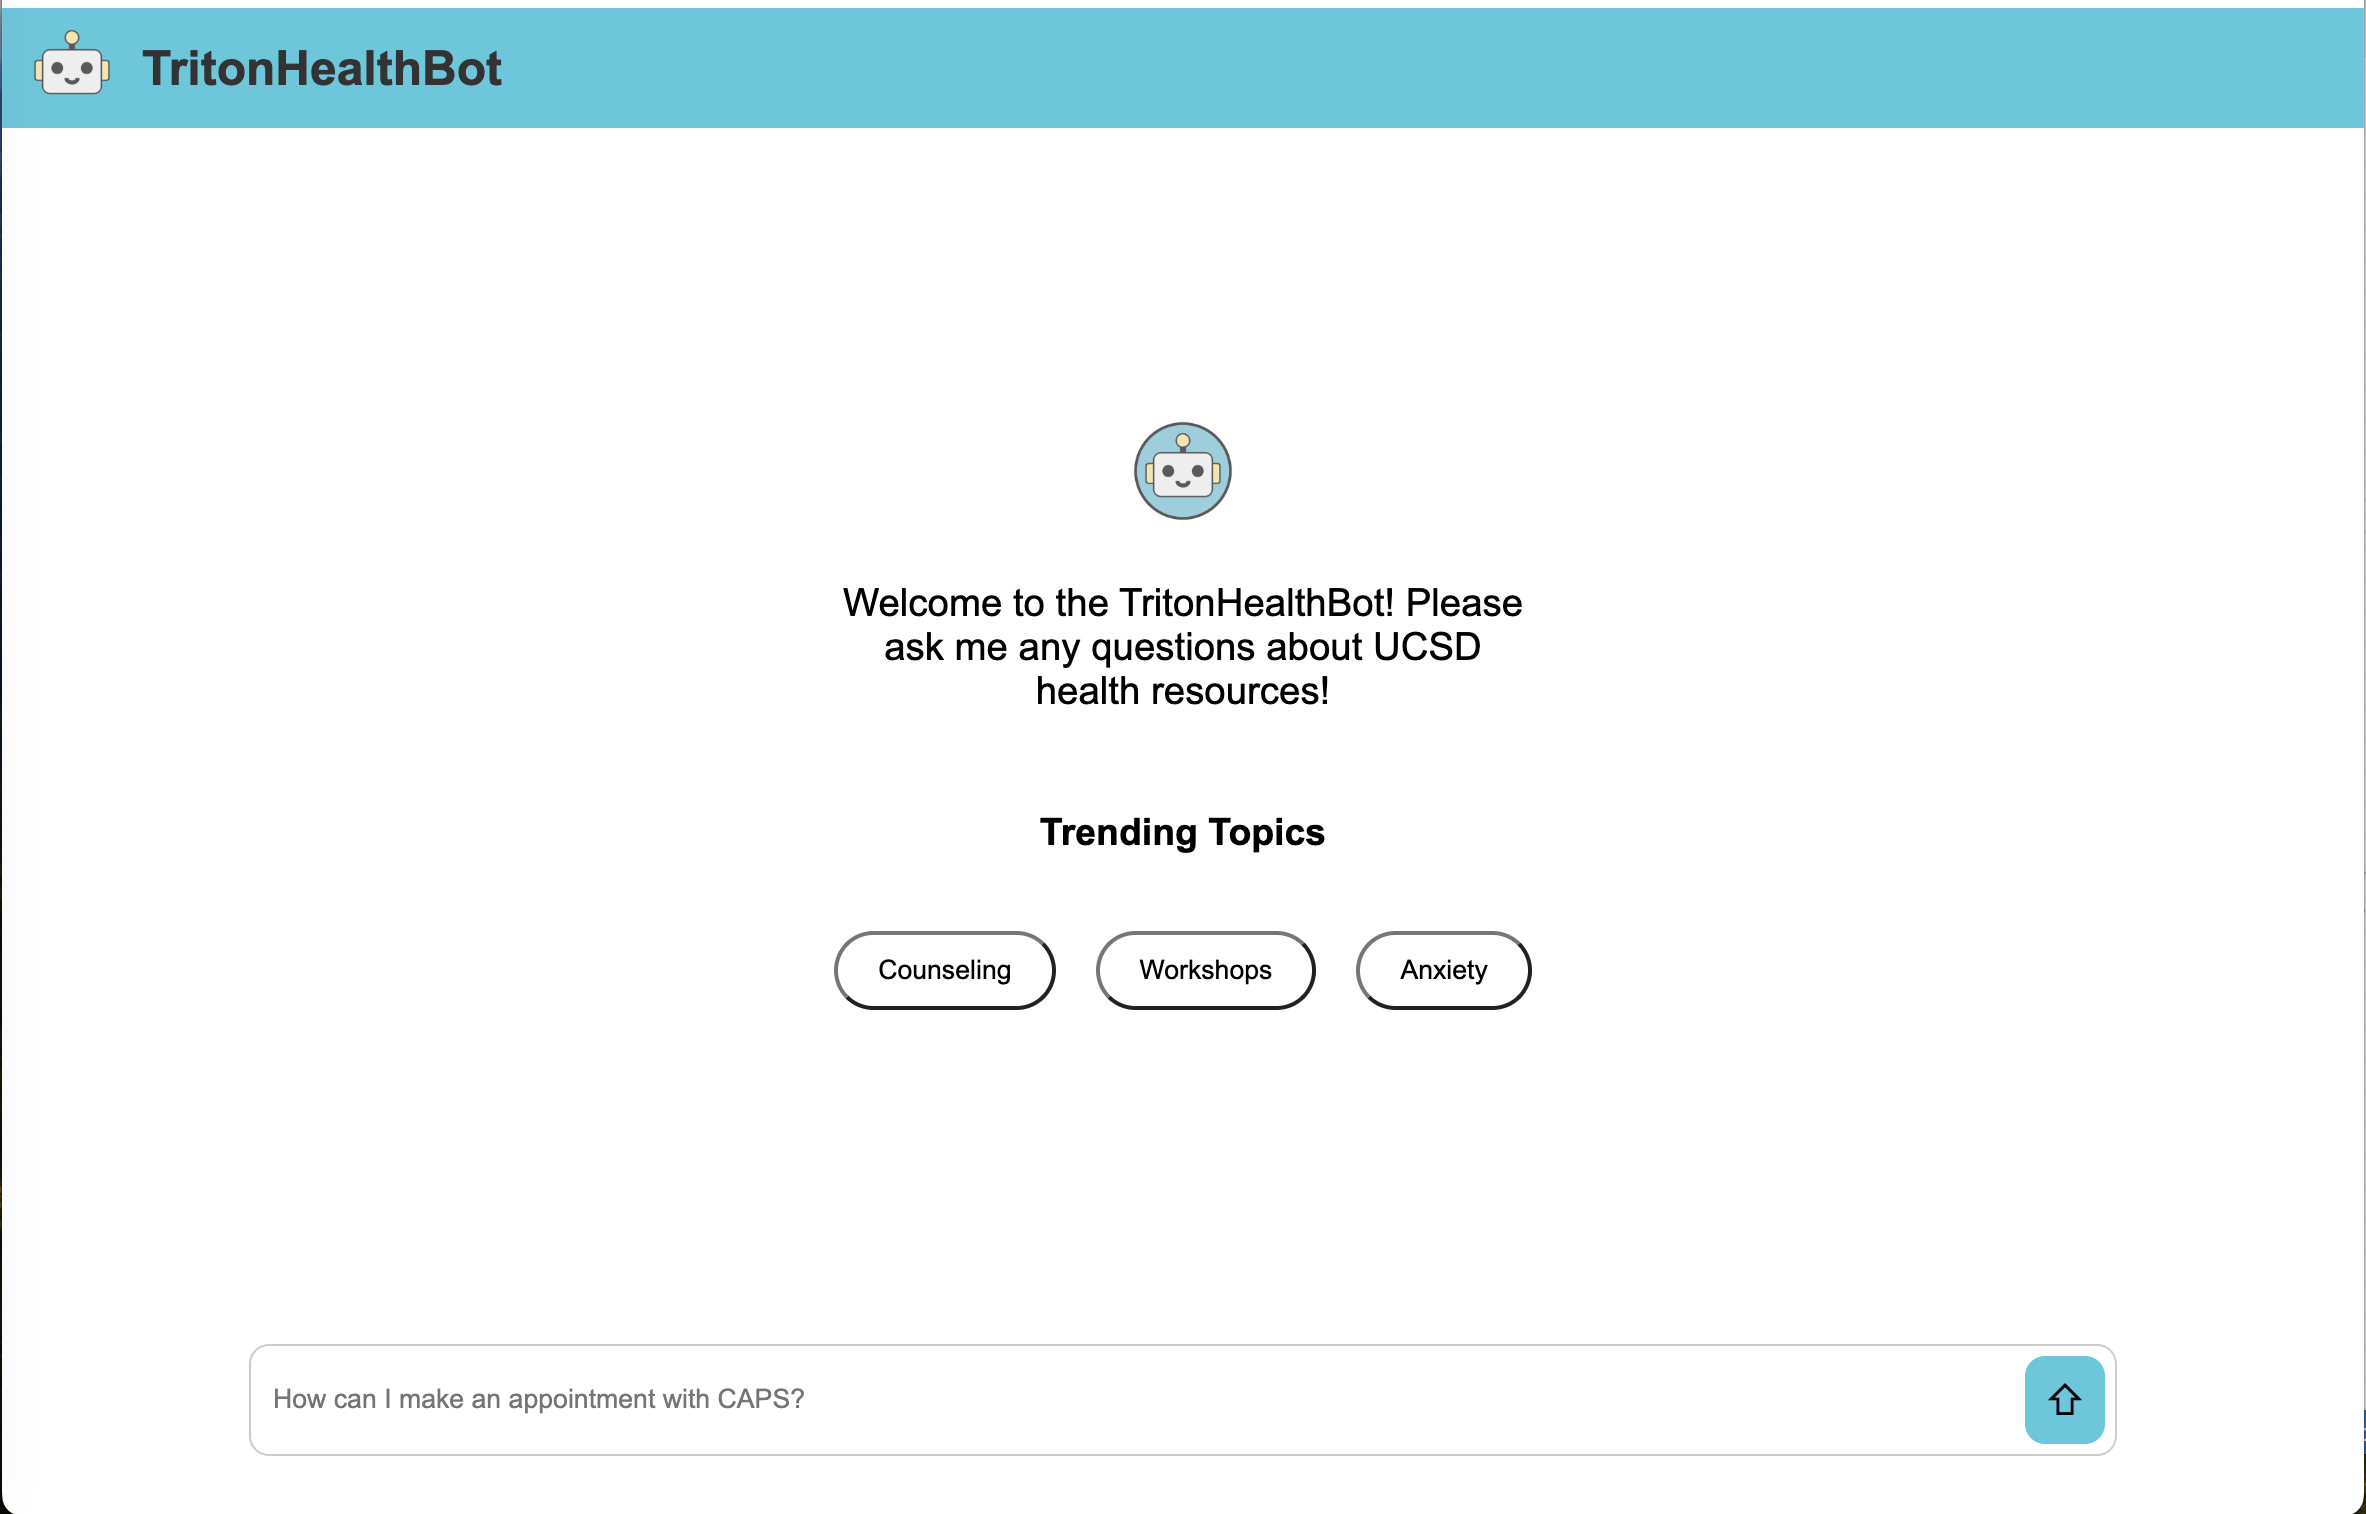 TritonHealthBot
Welcome to the TritonHealthBot! Please
ask me any questions about UCSD
health resources!
Trending Topics
Counseling
Workshops
Anxiety
How can I make an appointment with CAPS?